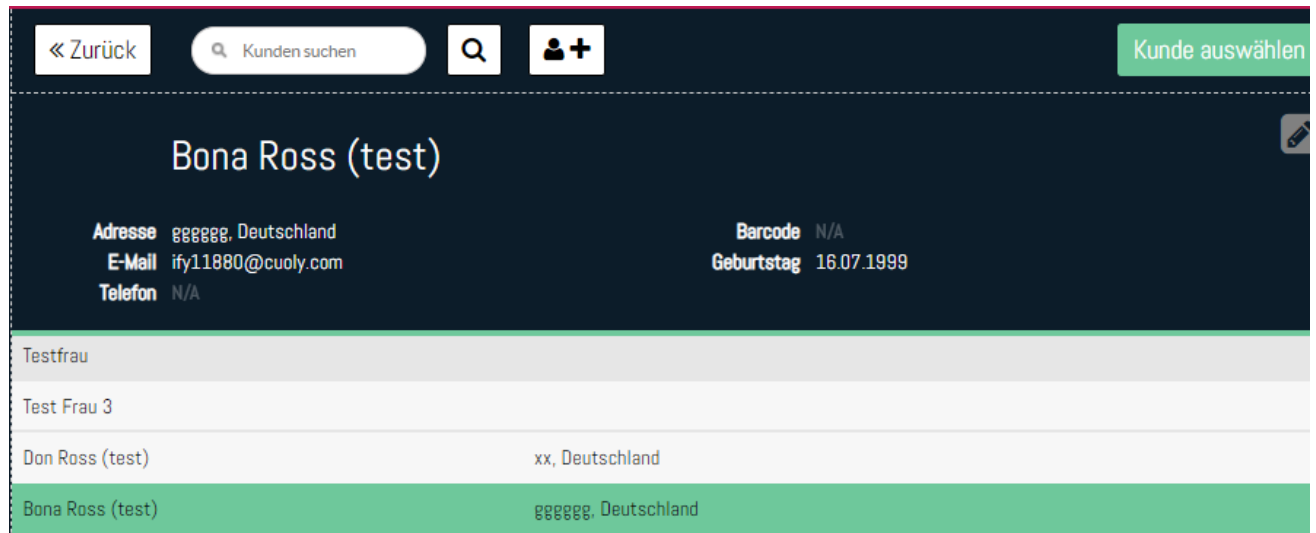 « Zurück Kunden suchen Kunde auswählen
Bona Ross (test)
Adresse gggggg, Deutschland Barcode N/A
E-Mail ify11880@cuoly.com Geburtstag 16.07.1999
Telefon N/A
Testfrau
Test Frau 3
Don Ross (test) xx, Deutschland
Bona Ross (test) gggggg, Deutschland